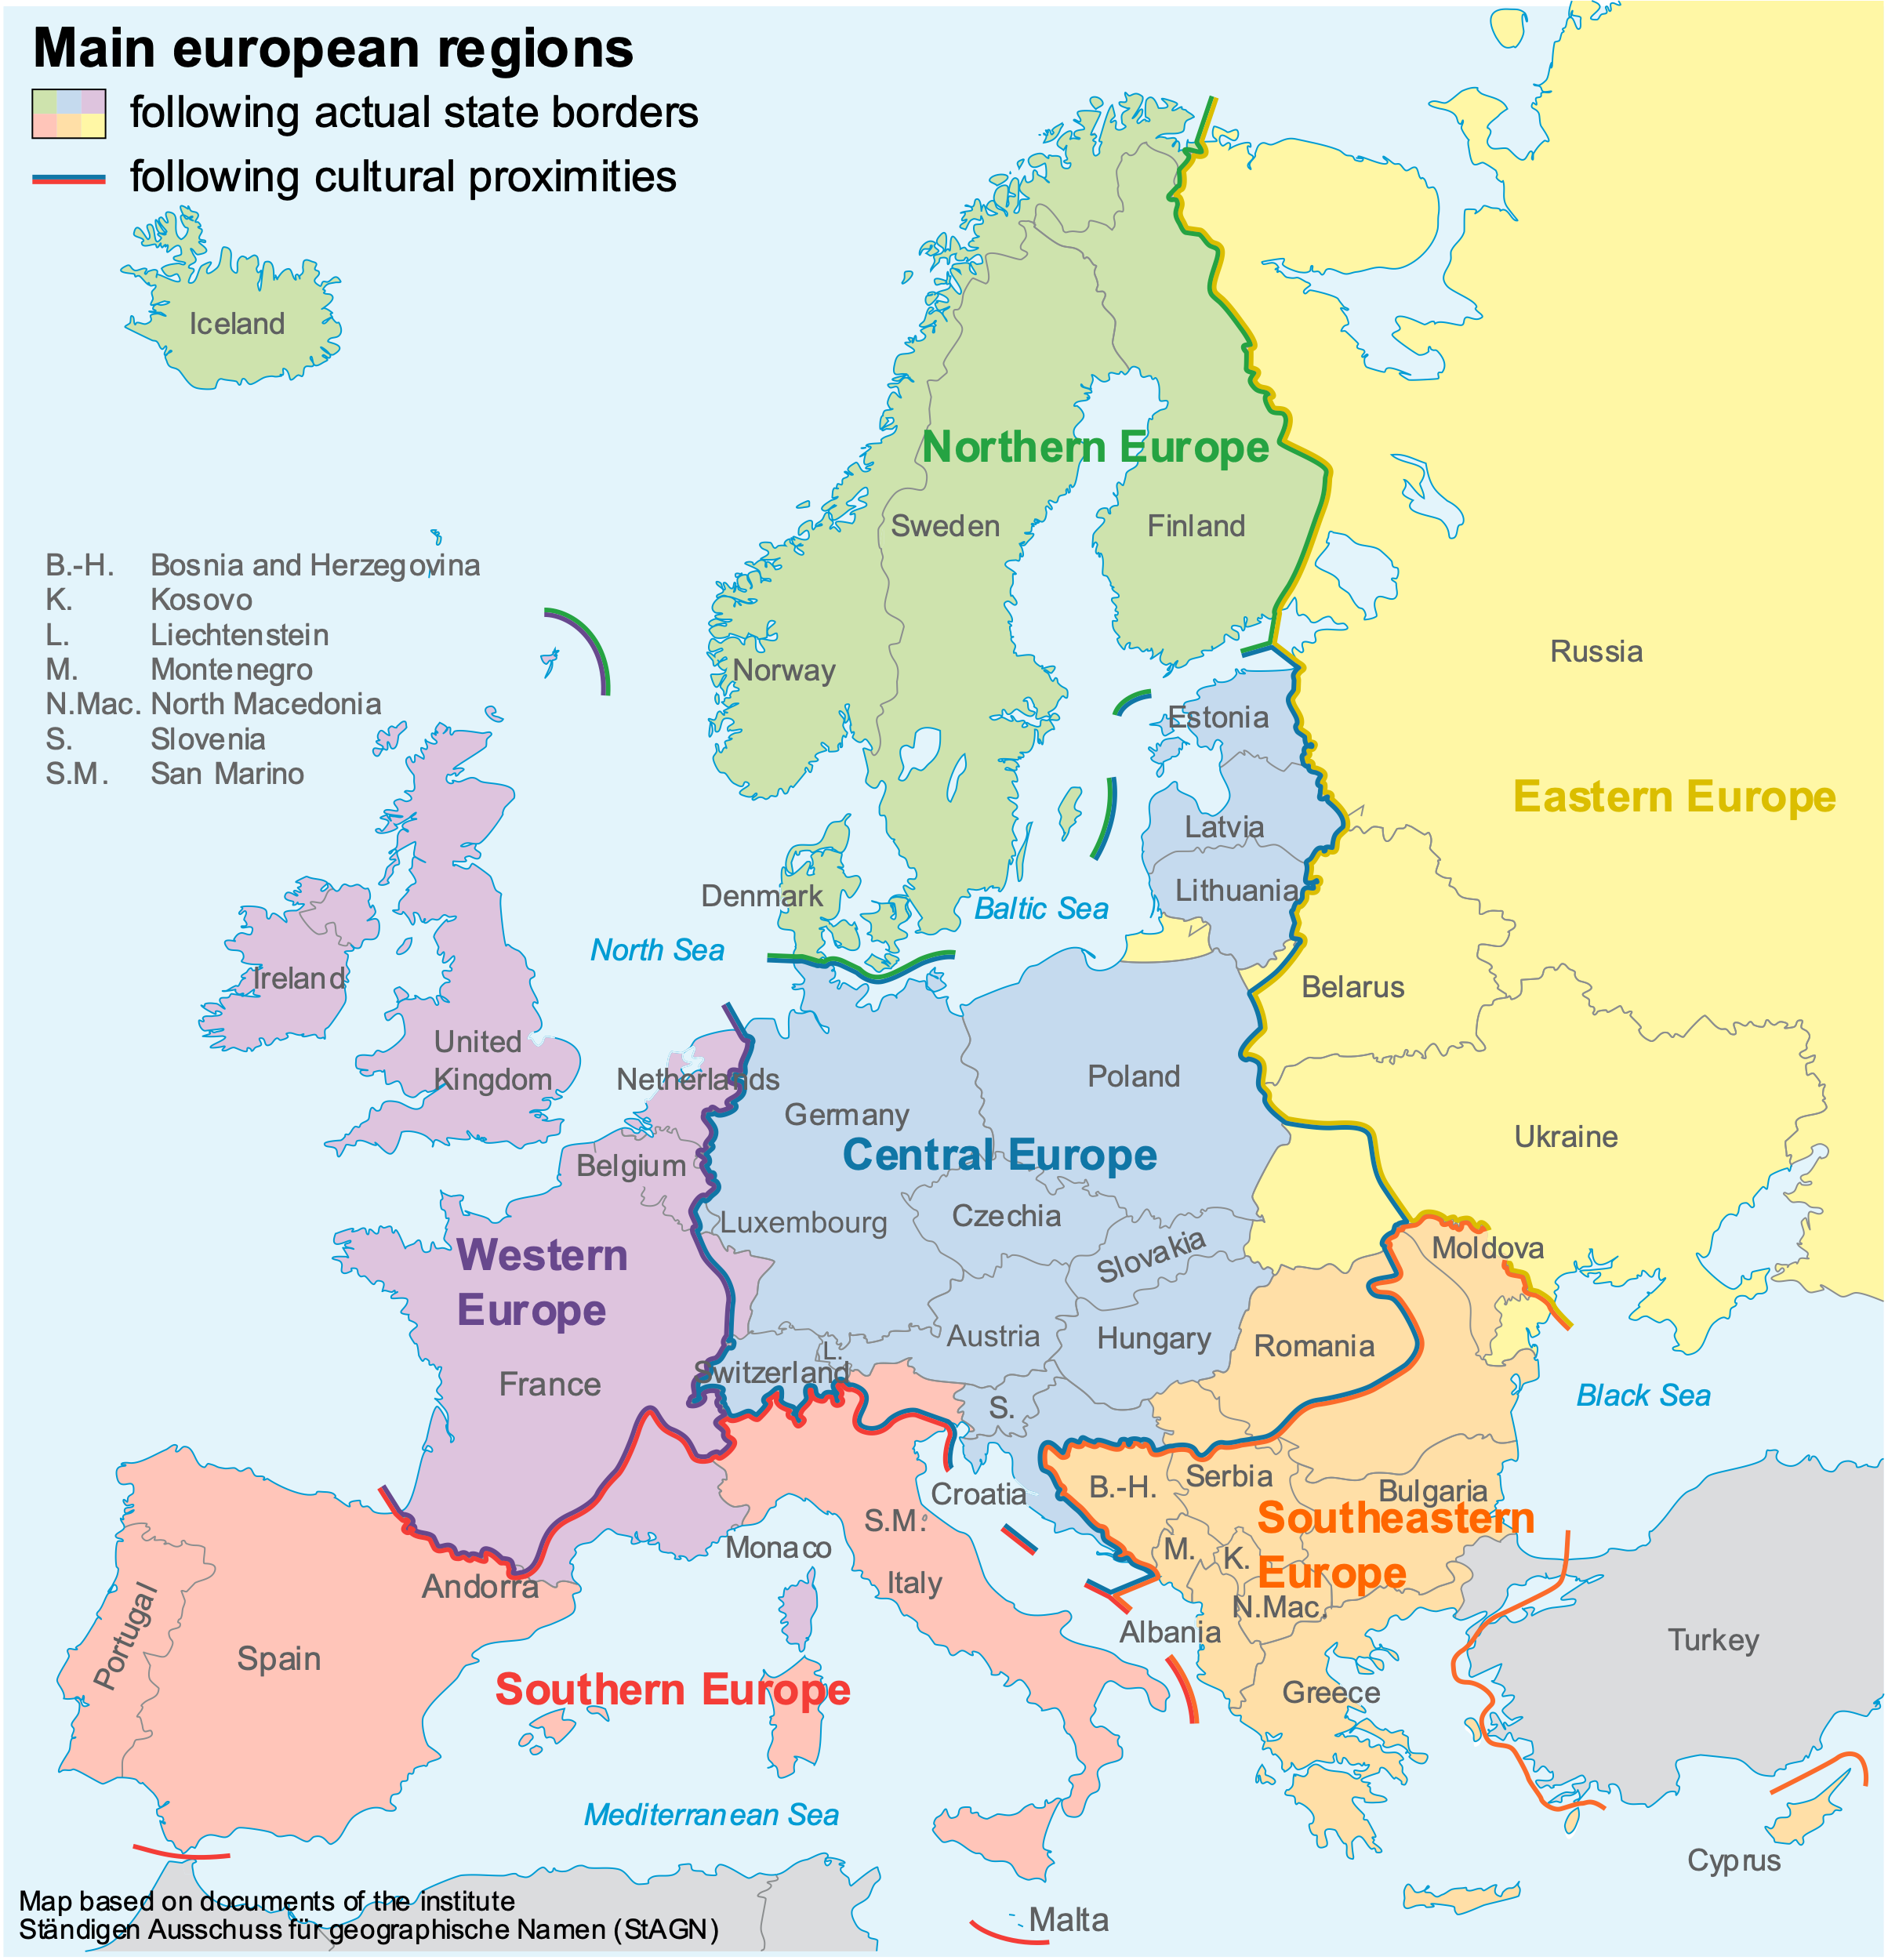 Main european regions
following actual state borders
following cultural proximities
Iceland
Northern Europe
Sweden
Finland
B.-H. Bosnia and Herzegovina
K. Kosovo
L. Liechtenstein
M. Montenegro
N.Mac. North Macedonia
S. Slovenia
S.M. San Marino
Norway
Russia
Estonia
Eastern Europe
Latvia
Denmark
Lithuania
Baltic Sea
North Sea
Ireland
Belarus
United
Kingdom
Netherlands
Poland
Germany
Ukraine
Central Europe
Belgium
Luxembourg
Czechia
Slovakia
Moldova
Western
Europe
Austria
Hungary
Romania
L.
Switzerland
France
Black Sea
S.
Croatia
B.-H.
Serbia
Bulgaria
Southeastern
Europe
S.M.
Monaco
M.
K.
Italy
Andorra
N.Mac.
Albania
Portugal
Spain
Turkey
Southern Europe
Greece
Mediterranean Sea
Cyprus
Malta
Map based on documents of the institute
Ständigen Ausschuss für geographische Namen (StAGN)